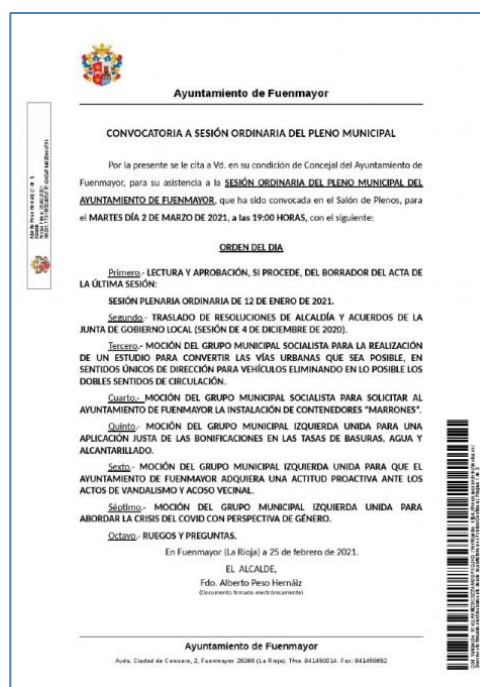 Ayuntamiento de Fuenmayor
CONVOCATORIA A SESIÓN ORDINARIA DEL PLENO MUNICIPAL
Por la presente se le cita a Vd. en su condición de Concejal del Ayuntamiento de
Fuenmayor, para su asistencia a la SESIÓN ORDINARIA DEL PLENO MUNICIPAL DEL
AYUNTAMIENTO DE FUENMAYOR, que ha sido convocada en el Salón de Plenos, para
el MARTES DÍA 2 DE MARZO DE 2021, a las 19:00 HORAS, con el siguiente:
ORDEN DEL DIA
Primero.- LECTURA Y APROBACIÓN, SI PROCEDE, DEL BORRADOR DEL ACTA DE
LA ÚLTIMA SESIÓN:
SESIÓN PLENARIA ORDINARIA DE 12 DE ENERO DE 2021.
Segundo.- TRASLADO DE RESOLUCIONES DE ALCALDÍA Y ACUERDOS DE LA
JUNTA DE GOBIERNO LOCAL (SESIÓN DE 4 DE DICIEMBRE DE 2020).
Tercero.- MOCIÓN DEL GRUPO MUNICIPAL SOCIALISTA PARA LA REALIZACIÓN
DE UN ESTUDIO PARA CONVERTIR LAS VÍAS URBANAS QUE SEA POSIBLE, EN
SENTIDOS ÚNICOS DE DIRECCIÓN PARA VEHÍCULOS ELIMINANDO EN LO POSIBLE LOS
DOBLES SENTIDOS DE CIRCULACIÓN.
Cuarto.- MOCIÓN DEL GRUPO MUNICIPAL SOCIALISTA PARA SOLICITAR AL
AYUNTAMIENTO DE FUENMAYOR LA INSTALACIÓN DE CONTENEDORES “MARRONES”.
Quinto.- MOCIÓN DEL GRUPO MUNICIPAL IZQUIERDA UNIDA PARA UNA
APLICACIÓN JUSTA DE LAS BONIFICACIONES EN LAS TASAS DE BASURAS, AGUA Y
ALCANTARILLADO.
Sexto.- MOCIÓN DEL GRUPO MUNICIPAL IZQUIERDA UNIDA PARA QUE EL
AYUNTAMIENTO DE FUENMAYOR ADQUIERA UNA ACTITUD PROACTIVA ANTE LOS
ACTOS DE VANDALISMO Y ACOSO VECINAL.
Séptimo.- MOCIÓN DEL GRUPO MUNICIPAL IZQUIERDA UNIDA PARA
ABORDAR LA CRISIS DEL COVID CON PERSPECTIVA DE GÉNERO.
Octavo.- RUEGOS Y PREGUNTAS.
En Fuenmayor (La Rioja) a 25 de febrero de 2021.
EL ALCALDE,
Fdo. Alberto Peso Hernáiz
(Documento firmado electrónicamente)
Ayuntamiento de Fuenmayor
Avda. Ciudad de Cenicero, 2, Fuenmayor. 26360 (La Rioja). Tfno. 941450014. Fax: 941450652